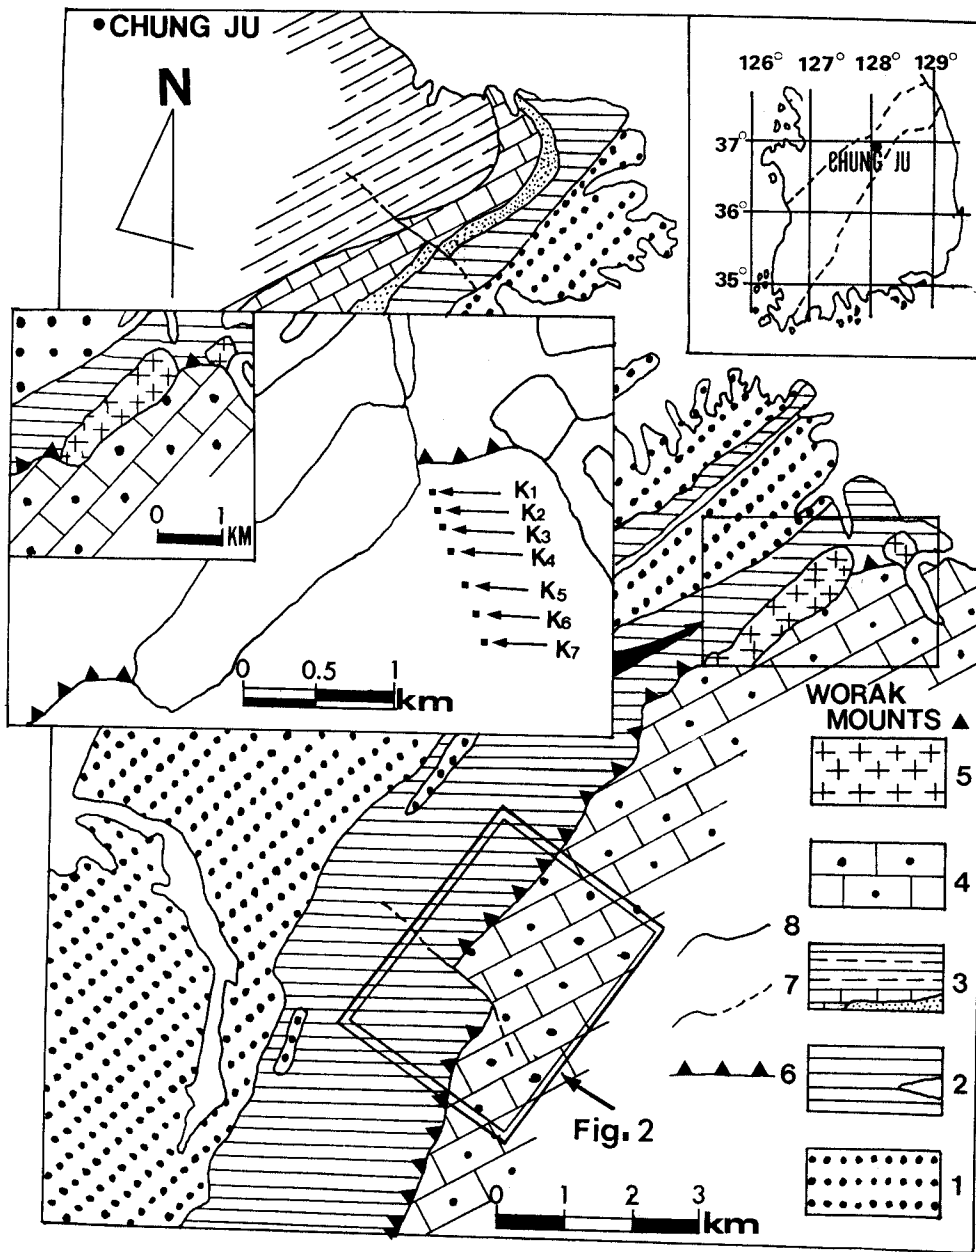 CHUNG JU
N
126° 127° 128° 129°
37°
CHUNG JU
36°
35°
0 1
KM
K1
K2
K3
K4
K5
K6
K7
0 0.5 1
km
WORAK
MOUNTS
5
4
8
3
7
6
2
Fig. 2
1
0 1 2 3
km